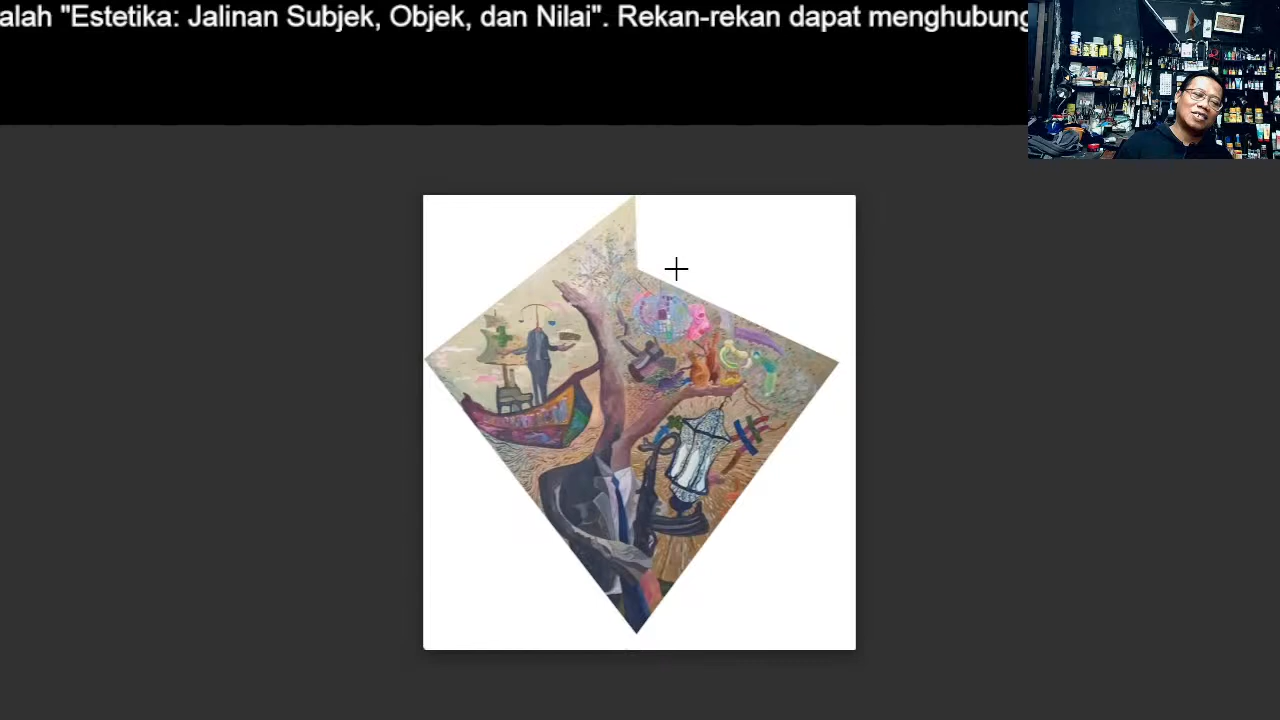 alah "Estetika: Jalinan Subjek, Objek, dan Nilai". Rekan-rekan dapat menghubung